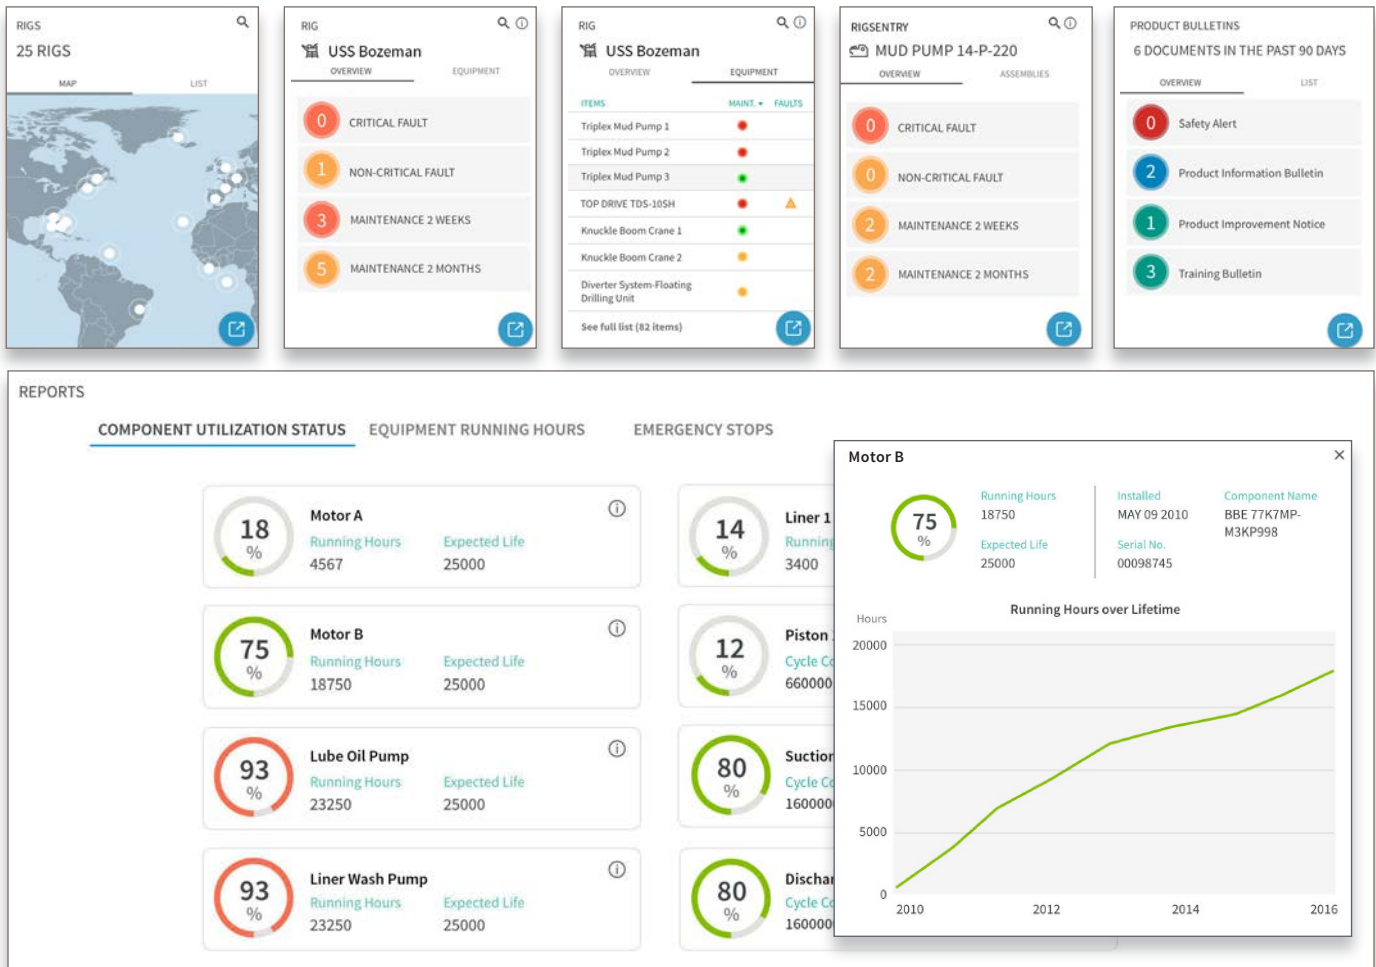 RIGS
25 RIGS
MAP LIST
RIG
USS Bozeman
OVERVIEW EQUIPMENT
0 CRITICAL FAULT
1 NON-CRITICAL FAULT
3 MAINTENANCE 2 WEEKS
5 MAINTENANCE 2 MONTHS
RIG
USS Bozeman
OVERVIEW EQUIPMENT
ITEMS MAINT. FAULTS
Triplex Mud Pump 1
Triplex Mud Pump 2
Triplex Mud Pump 3
TOP DRIVE TDS-10SH
Knuckle Boom Crane 1
Knuckle Boom Crane 2
Diverter System-Floating
Drilling Unit
See full list (82 items)
RIGSENTRY
MUD PUMP 14-P-220
OVERVIEW ASSEMBLIES
0 CRITICAL FAULT
0 NON-CRITICAL FAULT
2 MAINTENANCE 2 WEEKS
2 MAINTENANCE 2 MONTHS
PRODUCT BULLETINS
6 DOCUMENTS IN THE PAST 90 DAYS
OVERVIEW LIST
0 Safety Alert
2 Product Information Bulletin
1 Product Improvement Notice
3 Training Bulletin
REPORTS
COMPONENT UTILIZATION STATUS EQUIPMENT RUNNING HOURS EMERGENCY STOPS
18 %
Motor A
Running Hours Expected Life
4567 25000
75 %
Motor B
Running Hours Expected Life
18750 25000
93 %
Lube Oil Pump
Running Hours Expected Life
23250 25000
93 %
Liner Wash Pump
Running Hours Expected Life
23250 25000
14 %
Liner 1
Running
3400
12 %
Piston
Cycle Co
660000
80 %
Suction
Cycle Co
160000
80 %
Dischar
Cycle Co
160000
Motor B
75 %
Running Hours
18750
Expected Life
25000
Installed
MAY 09 2010
Serial No.
00098745
Component Name
BBE 77K7MP-
M3KP998
Running Hours over Lifetime
Hours
20000
15000
10000
5000
0
2010 2012 2014 2016